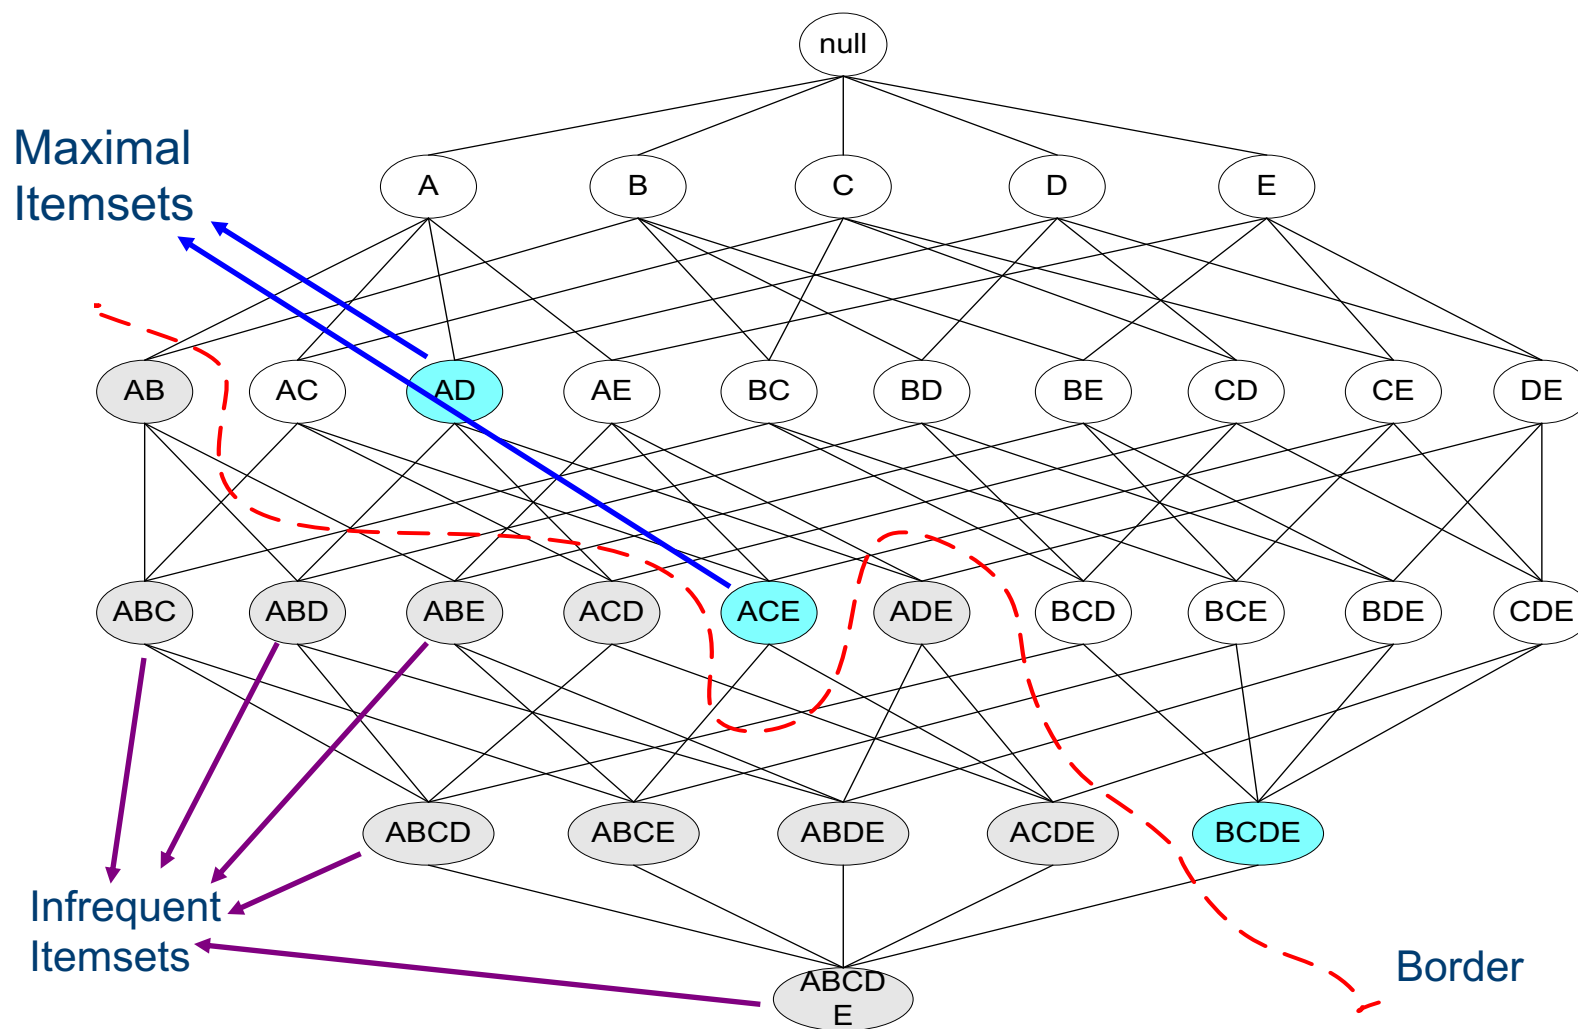 null
Maximal
Itemsets
A B C D E
AB AC AD AE BC BD BE CD CE DE
ABC ABD ABE ACD ACE ADE BCD BCE BDE CDE
ABCD ABCE ABDE ACDE BCDE
Infrequent
Itemsets
Border
ABCD
E